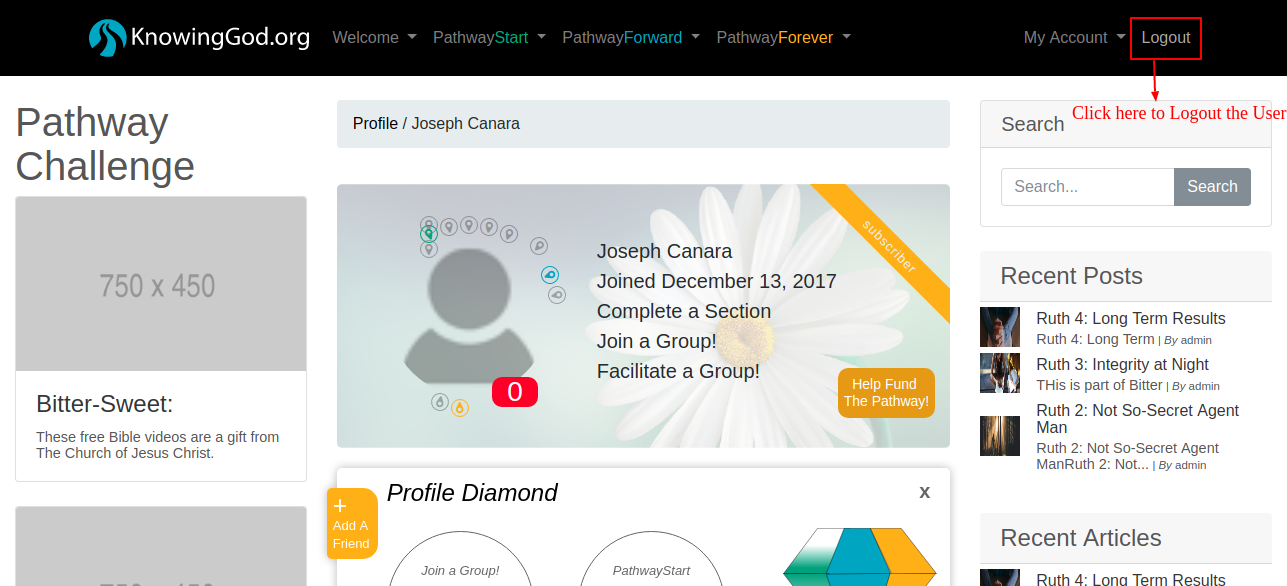 KnowingGod.org Welcome PathwayStart PathwayForward PathwayForever My Account Logout
Click here to Logout the User
Pathway
Challenge
750 x 450
Bitter-Sweet:
These free Bible videos are a gift from
The Church of Jesus Christ.
Profile / Joseph Canara
subscriber
Joseph Canara
Joined December 13, 2017
Complete a Section
Join a Group!
Facilitate a Group!
0
Help Fund
The Pathway!
+
Add A
Friend
Profile Diamond
x
Join a Group!
PathwayStart
Search
Search...
Search
Recent Posts
Ruth 4: Long Term Results
Ruth 4: Long Term | By admin
Ruth 3: Integrity at Night
THis is part of Bitter | By admin
Ruth 2: Not So-Secret Agent
Man
Ruth 2: Not So-Secret Agent
ManRuth 2: Not... | By admin
Recent Articles
Ruth 4: Long Term Results